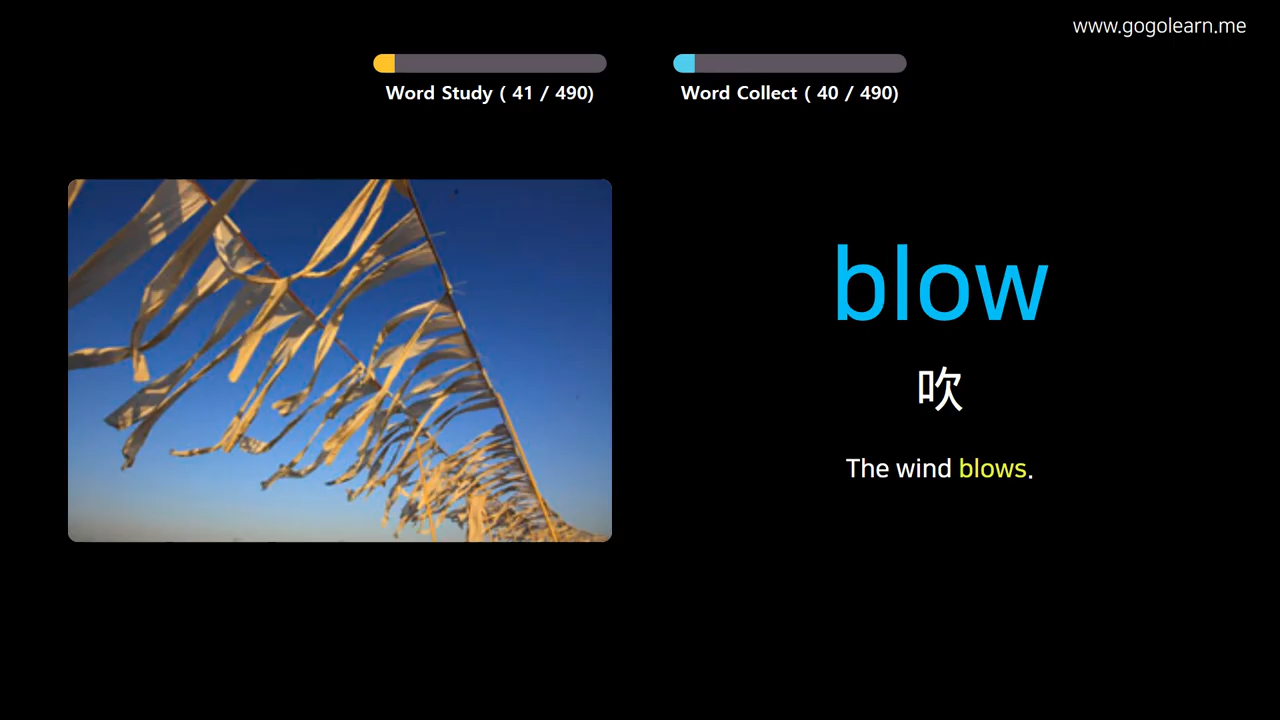 www.gogolearn.me
Word Study ( 41 / 490)
Word Collect ( 40 / 490)
blow
吹
The wind blows.